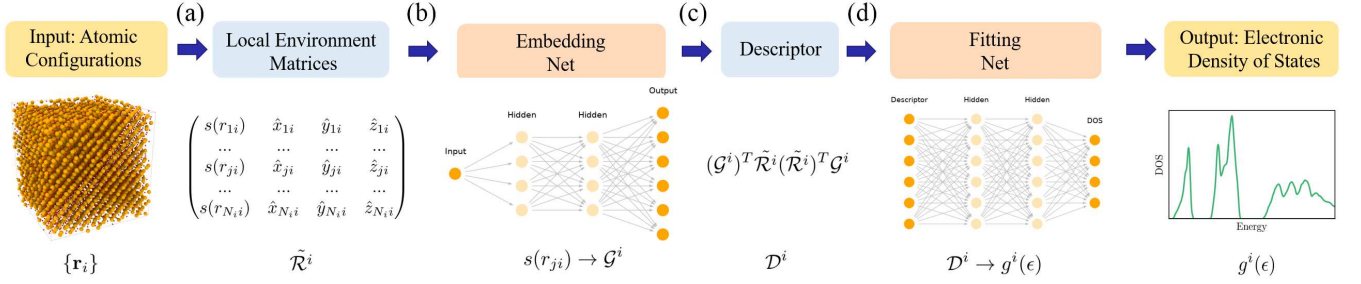 (a)
(b)
(c)
(d)
Input: Atomic
Configurations
Local Environment
Matrices
Embedding
Net
Descriptor
Fitting
Net
Output: Electronic
Density of States
s(r_{1i}) x̂_{1i} ŷ_{1i} ẑ_{1i}
... ... ... ...
s(r_{ji}) x̂_{ji} ŷ_{ji} ẑ_{ji}
... ... ... ...
s(r_{N_i i}) x̂_{N_i i} ŷ_{N_i i} ẑ_{N_i i}
Input
Hidden
Hidden
Output
(𝒢^i)^T ℛ̃^i (ℛ̃^i)^T 𝒢^i
Descriptor
Hidden
Hidden
DOS
DOS
Energy
{𝐫_i}
ℛ̃^i
s(r_{ji}) → 𝒢^i
𝒟^i
𝒟^i → g^i(ϵ)
g^i(ϵ)